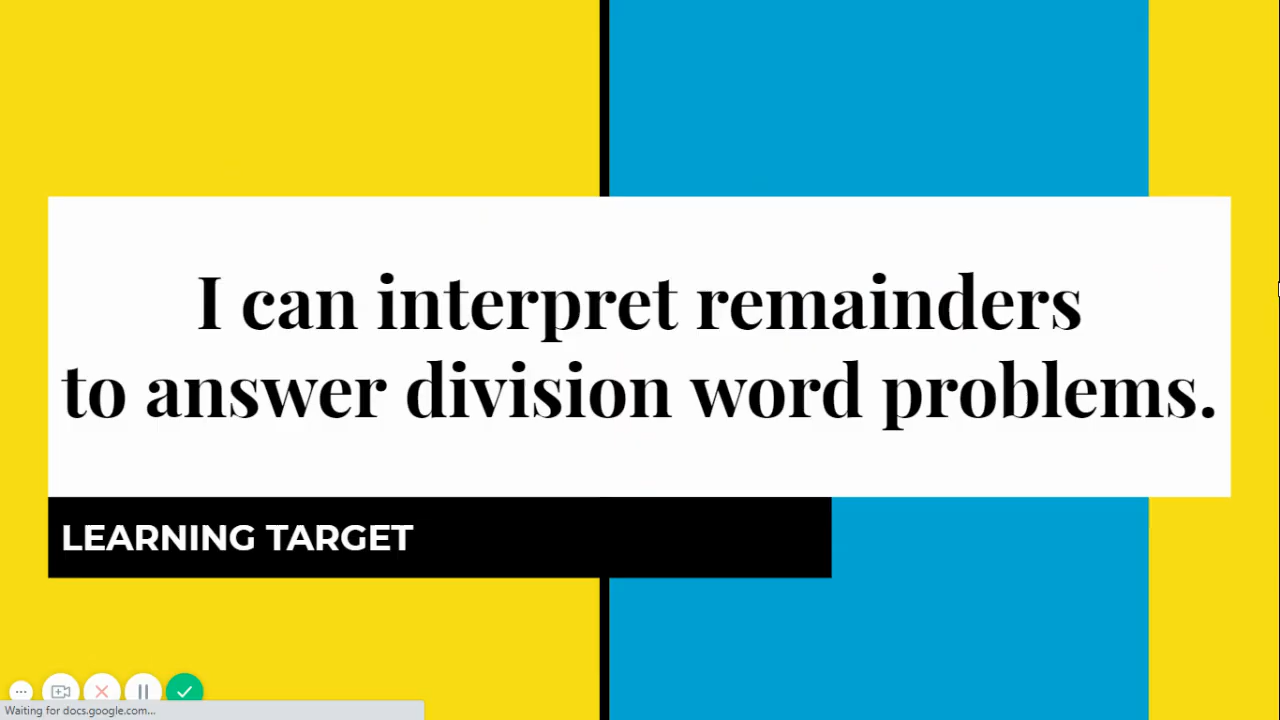 I can interpret remainders
to answer division word problems.
LEARNING TARGET
Waiting for docs.google.com...